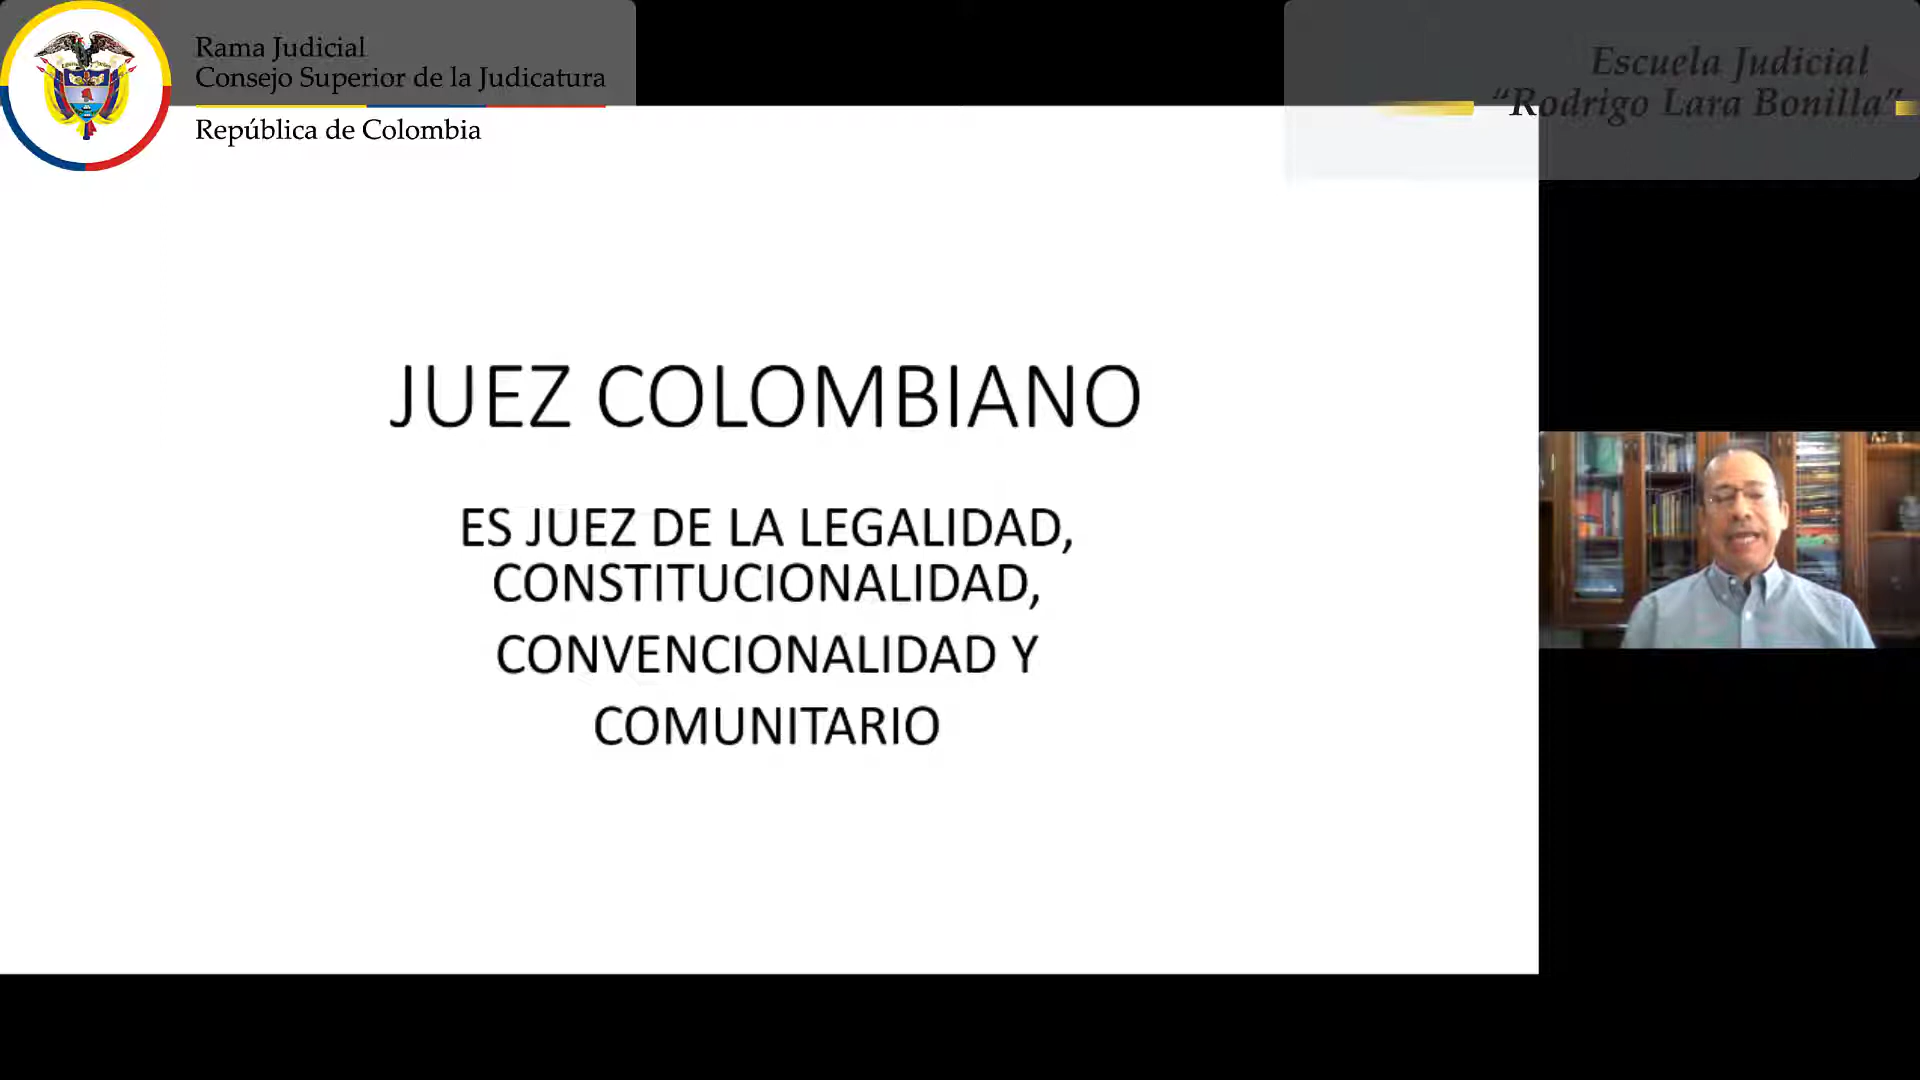 Rama Judicial
Consejo Superior de la Judicatura
República de Colombia
Escuela Judicial
“Rodrigo Lara Bonilla”
JUEZ COLOMBIANO
ES JUEZ DE LA LEGALIDAD,
CONSTITUCIONALIDAD,
CONVENCIONALIDAD Y
COMUNITARIO